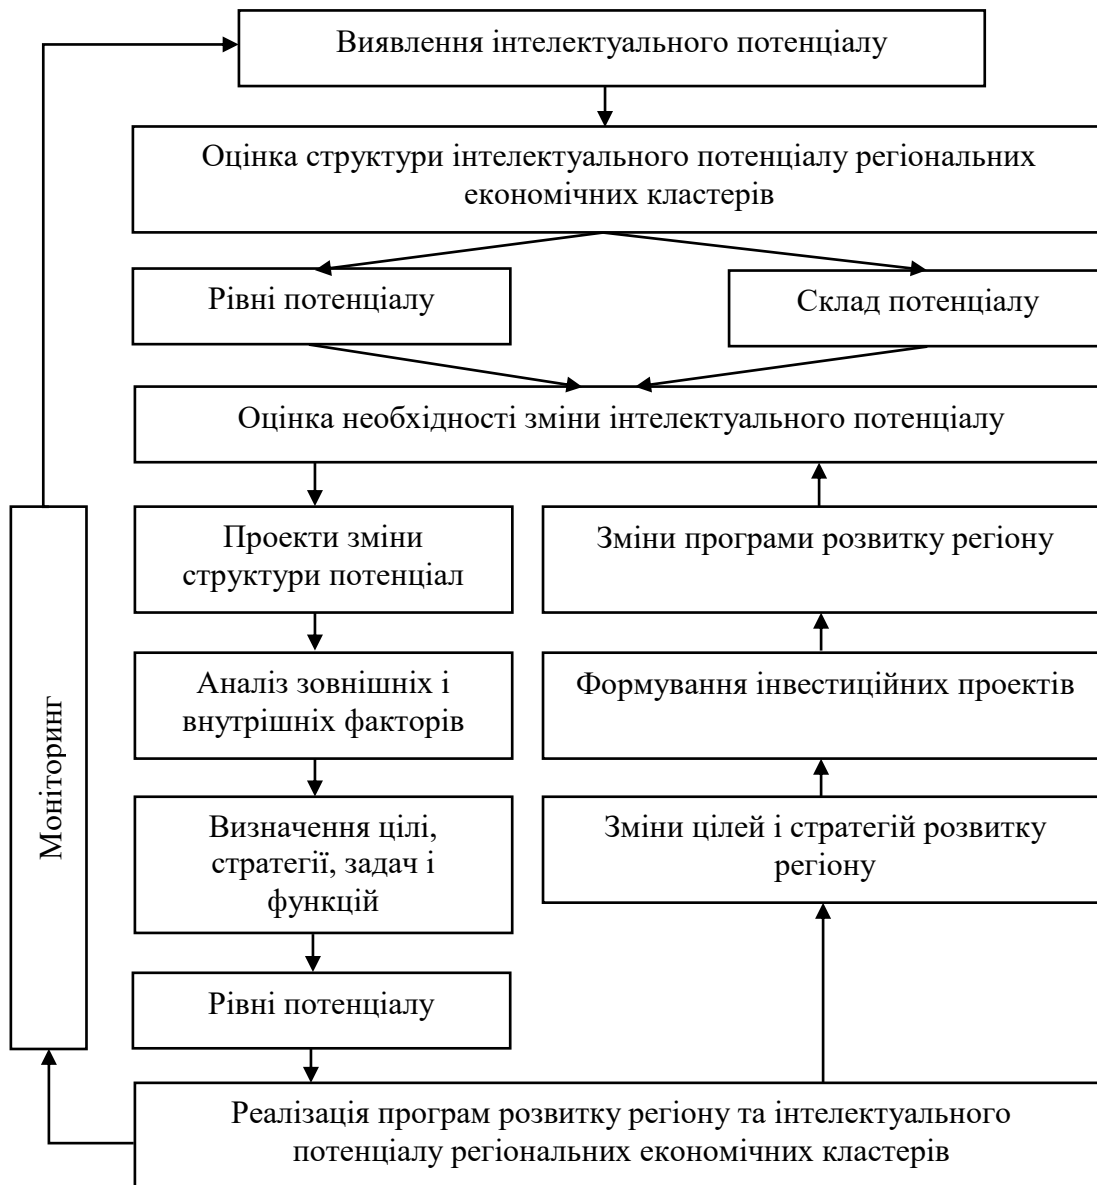 Виявлення інтелектуального потенціалу
Оцінка структури інтелектуального потенціалу регіональних
економічних кластерів
Рівні потенціалу
Склад потенціалу
Оцінка необхідності зміни інтелектуального потенціалу
Проекти зміни
структури потенціал
Зміни програми розвитку регіону
Аналіз зовнішніх і
внутрішніх факторів
Формування інвестиційних проектів
Моніторинг
Визначення цілі,
стратегії, задач і
функцій
Зміни цілей і стратегій розвитку
регіону
Рівні потенціалу
Реалізація програм розвитку регіону та інтелектуального
потенціалу регіональних економічних кластерів